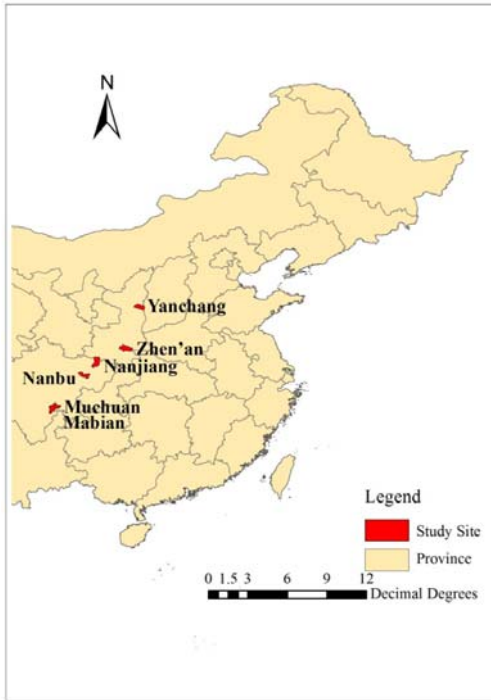 N
Yanchang
Zhen'an
Nanjiang
Nanbu
Muchuan
Mabian
Legend
Study Site
Province
0 1.5 3 6 9 12
Decimal Degrees